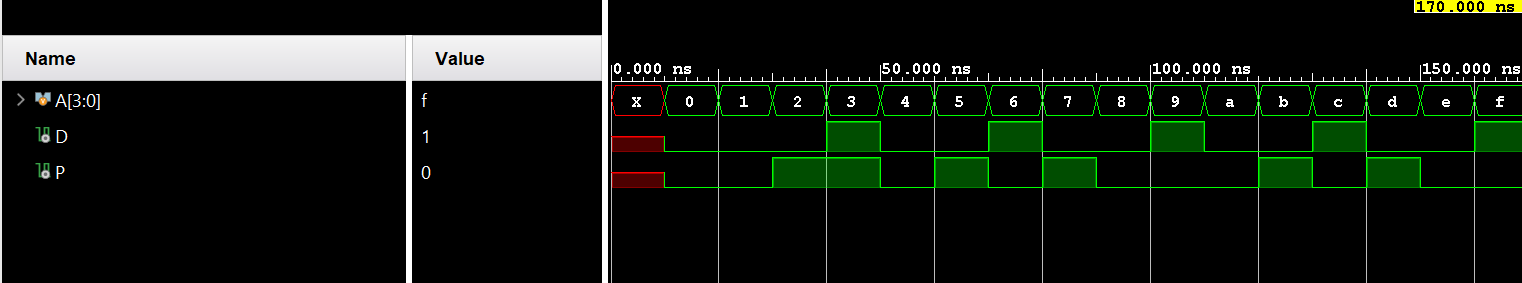 170.000 ns
Name Value
0.000 ns 50.000 ns 100.000 ns 150.000 ns
A[3:0] f X 0 1 2 3 4 5 6 7 8 9 a b c d e f
D 1
P 0